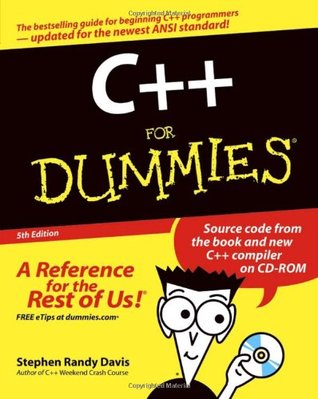 The bestselling guide for beginning C++ programmers
— updated for the newest ANSI standard!
C++
FOR
DUMMIES®
5th Edition
Source code from
the book and new
C++ compiler
on CD-ROM
A Reference
for the
Rest of Us!®
FREE eTips at dummies.com®
Stephen Randy Davis
Author of C++ Weekend Crash Course